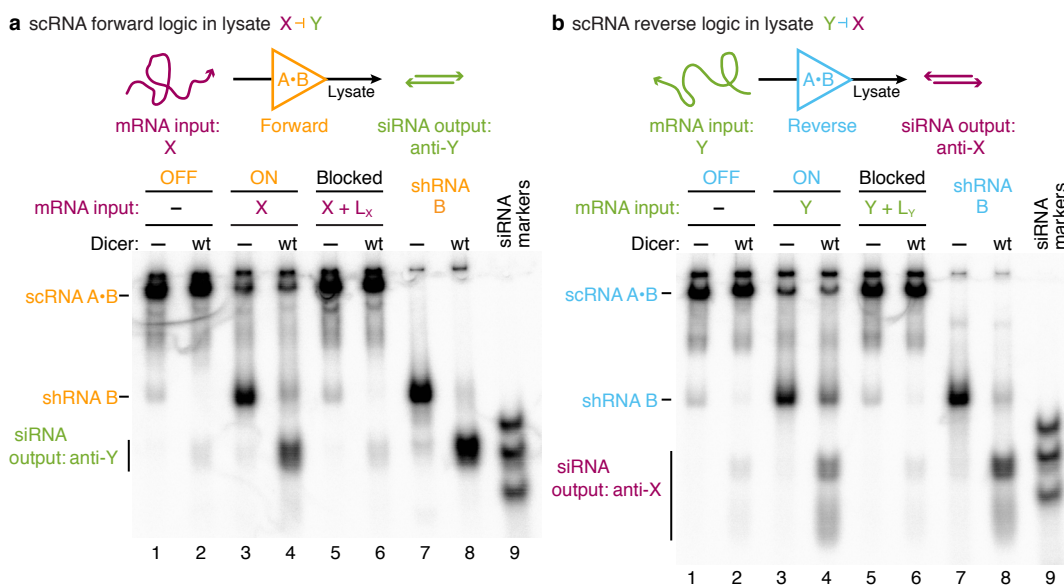 a scRNA forward logic in lysate X⊣Y
A•B
Lysate
mRNA input:
X
Forward
siRNA output:
anti-Y
OFF
ON
Blocked
shRNA
B
siRNA
markers
mRNA input:
–
X
X + LX
Dicer:
–
wt
–
wt
–
wt
–
wt
scRNA A•B
shRNA B
siRNA
output: anti-Y
1
2
3
4
5
6
7
8
9
b scRNA reverse logic in lysate Y⊣X
A•B
Lysate
mRNA input:
Y
Reverse
siRNA output:
anti-X
OFF
ON
Blocked
shRNA
B
siRNA
markers
mRNA input:
–
Y
Y + LY
Dicer:
–
wt
–
wt
–
wt
–
wt
scRNA A•B
shRNA B
siRNA
output: anti-X
1
2
3
4
5
6
7
8
9